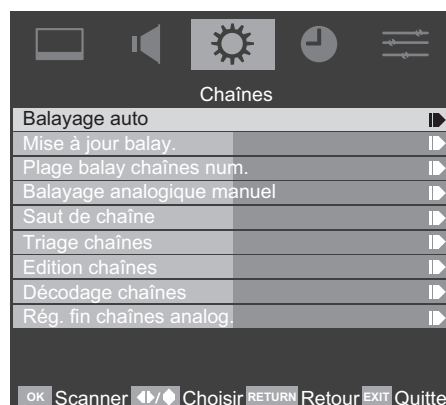 Chaînes
Balayage auto
Mise à jour balay.
Plage balay chaînes num.
Balayage analogique manuel
Saut de chaîne
Triage chaînes
Edition chaînes
Décodage chaînes
Rég. fin chaînes analog.
OK Scanner / Choisir RETURN Retour EXIT Quitte